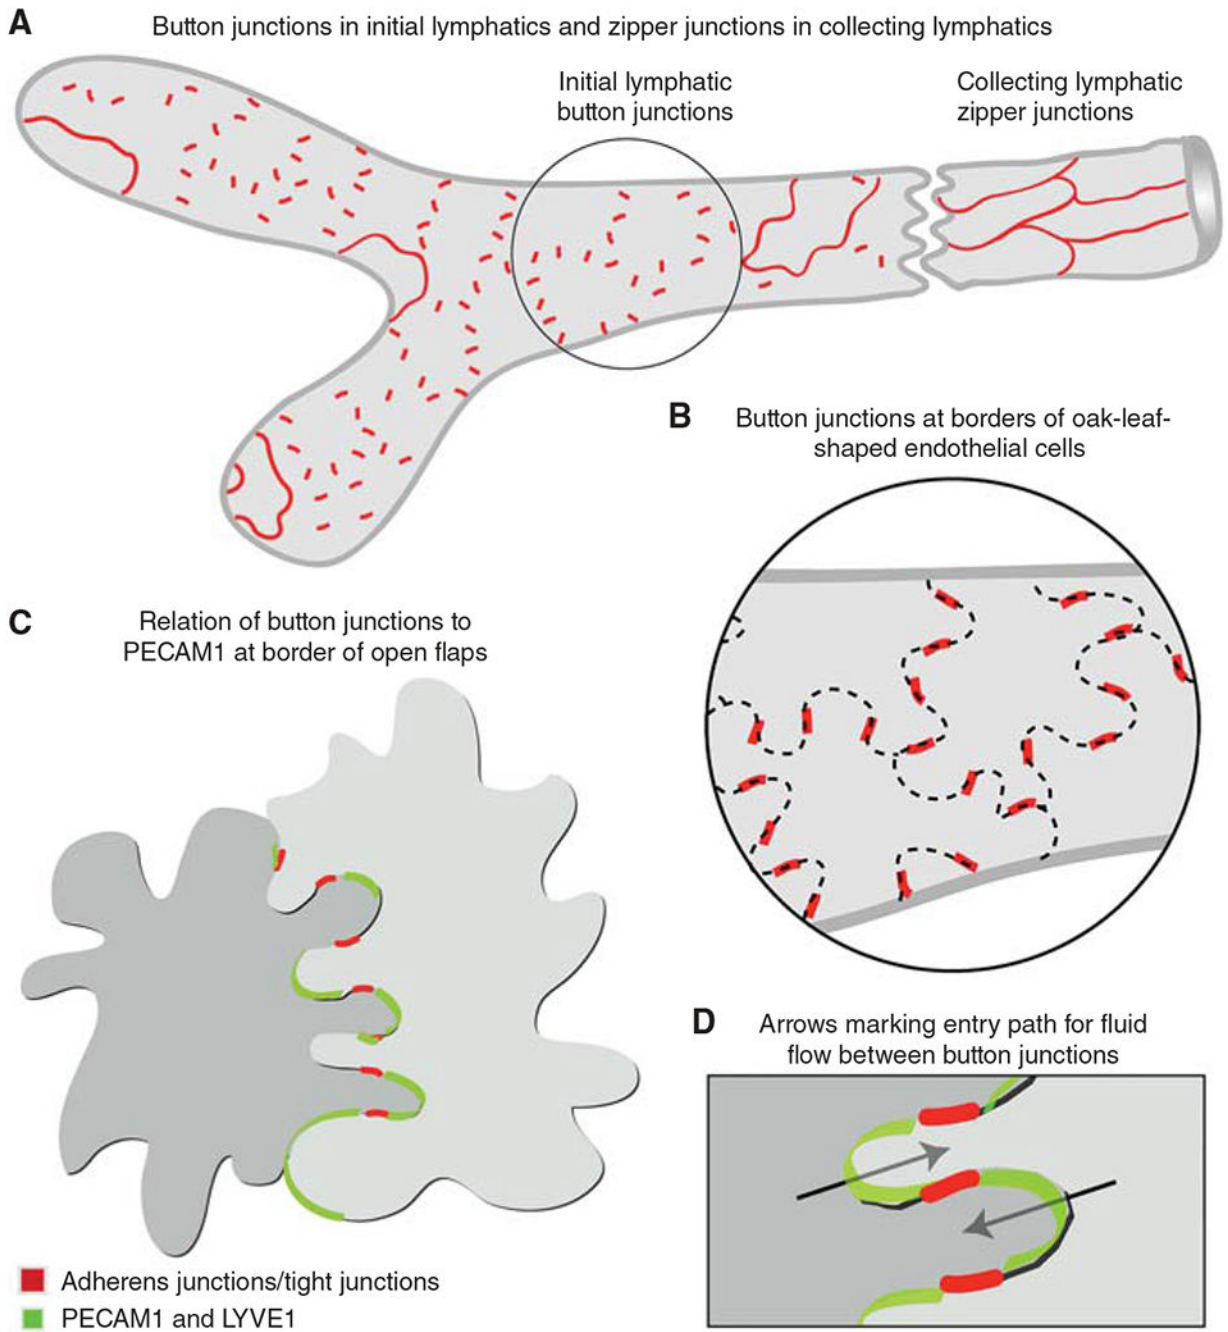 A
Button junctions in initial lymphatics and zipper junctions in collecting lymphatics
Initial lymphatic
button junctions
Collecting lymphatic
zipper junctions
B
Button junctions at borders of oak-leaf-
shaped endothelial cells
C
Relation of button junctions to
PECAM1 at border of open flaps
D
Arrows marking entry path for fluid
flow between button junctions
Adherens junctions/tight junctions
PECAM1 and LYVE1